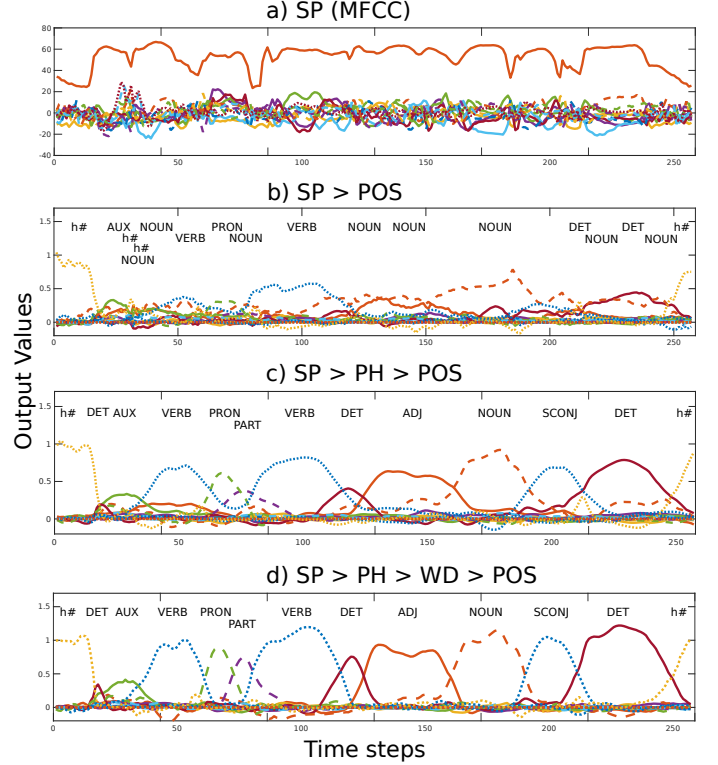 a) SP (MFCC)
80
60
40
20
0
-20
-40
0 50 100 150 200 250
b) SP > POS
1.5
1
0.5
0
h# AUX NOUN PRON VERB NOUN NOUN NOUN DET DET h#
h# VERB NOUN NOUN NOUN
h#
NOUN
0 50 100 150 200 250
Output Values
c) SP > PH > POS
1.5
1
0.5
0
h# DET AUX VERB PRON VERB DET ADJ NOUN SCONJ DET h#
PART
0 50 100 150 200 250
d) SP > PH > WD > POS
1.5
1
0.5
0
h# DET AUX VERB PRON VERB DET ADJ NOUN SCONJ DET h#
PART
0 50 100 150 200 250
Time steps